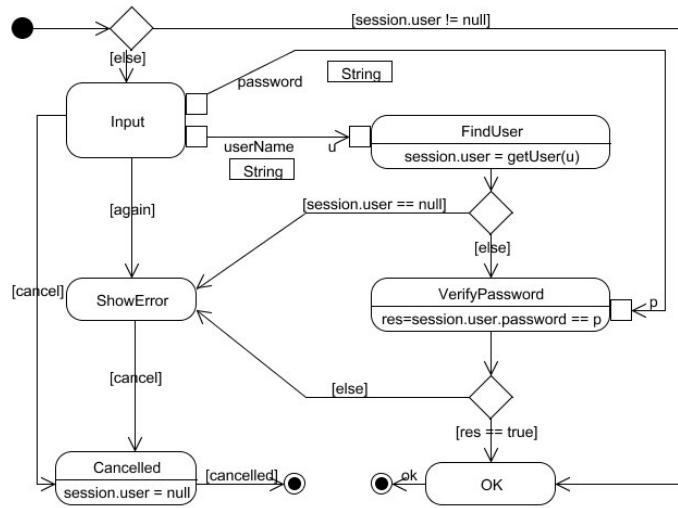 [session.user != null]
[else]
password
String
Input
userName
u
String
FindUser
session.user = getUser(u)
[again]
[session.user == null]
[else]
[cancel]
ShowError
VerifyPassword
p
res=session.user.password == p
[cancel]
[else]
[res == true]
Cancelled
session.user = null
[cancelled]
ok
OK